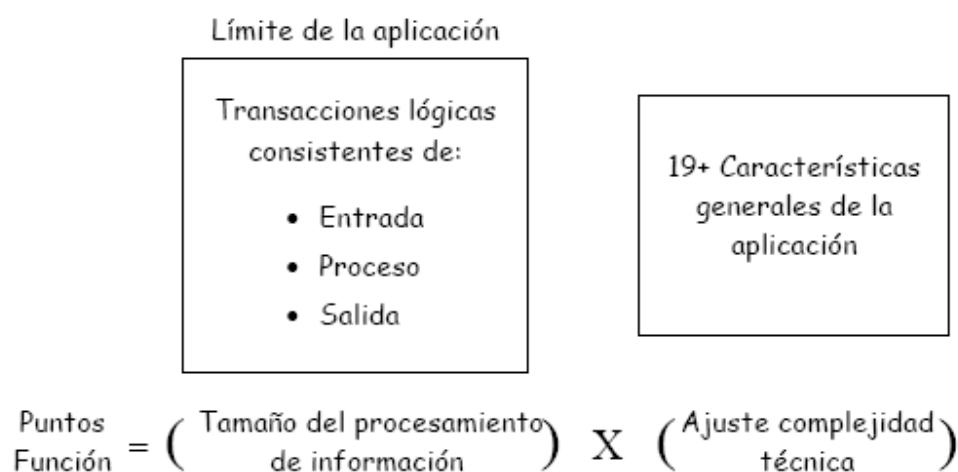 Límite de la aplicación
Transacciones lógicas
consistentes de:
• Entrada
• Proceso
• Salida
19+ Características
generales de la
aplicación
Puntos
Función = ( Tamaño del procesamiento
de información ) X ( Ajuste complejidad
técnica )